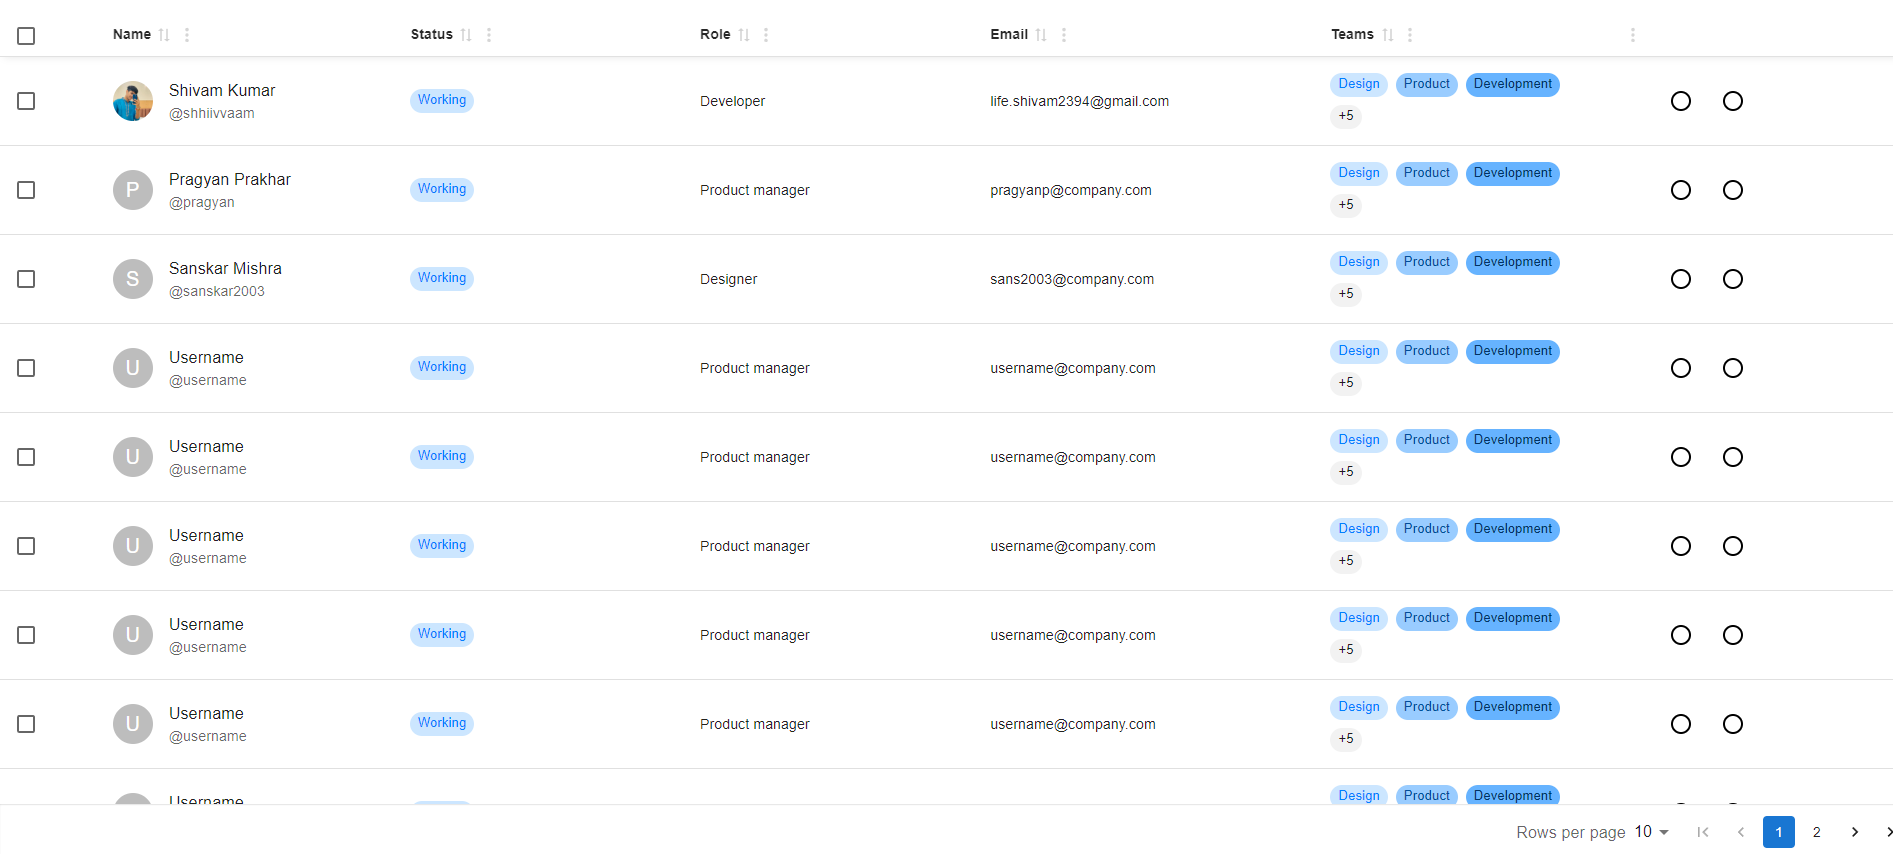 Name Status Role Email Teams
Shivam Kumar
@shhiivvaam
Working
Developer
life.shivam2394@gmail.com
Design Product Development
+5
P
Pragyan Prakhar
@pragyan
Working
Product manager
pragyanp@company.com
Design Product Development
+5
S
Sanskar Mishra
@sanskar2003
Working
Designer
sans2003@company.com
Design Product Development
+5
U
Username
@username
Working
Product manager
username@company.com
Design Product Development
+5
U
Username
@username
Working
Product manager
username@company.com
Design Product Development
+5
U
Username
@username
Working
Product manager
username@company.com
Design Product Development
+5
U
Username
@username
Working
Product manager
username@company.com
Design Product Development
+5
U
Username
@username
Working
Product manager
username@company.com
Design Product Development
+5
Username
Design Product Development
Rows per page 10 1 2